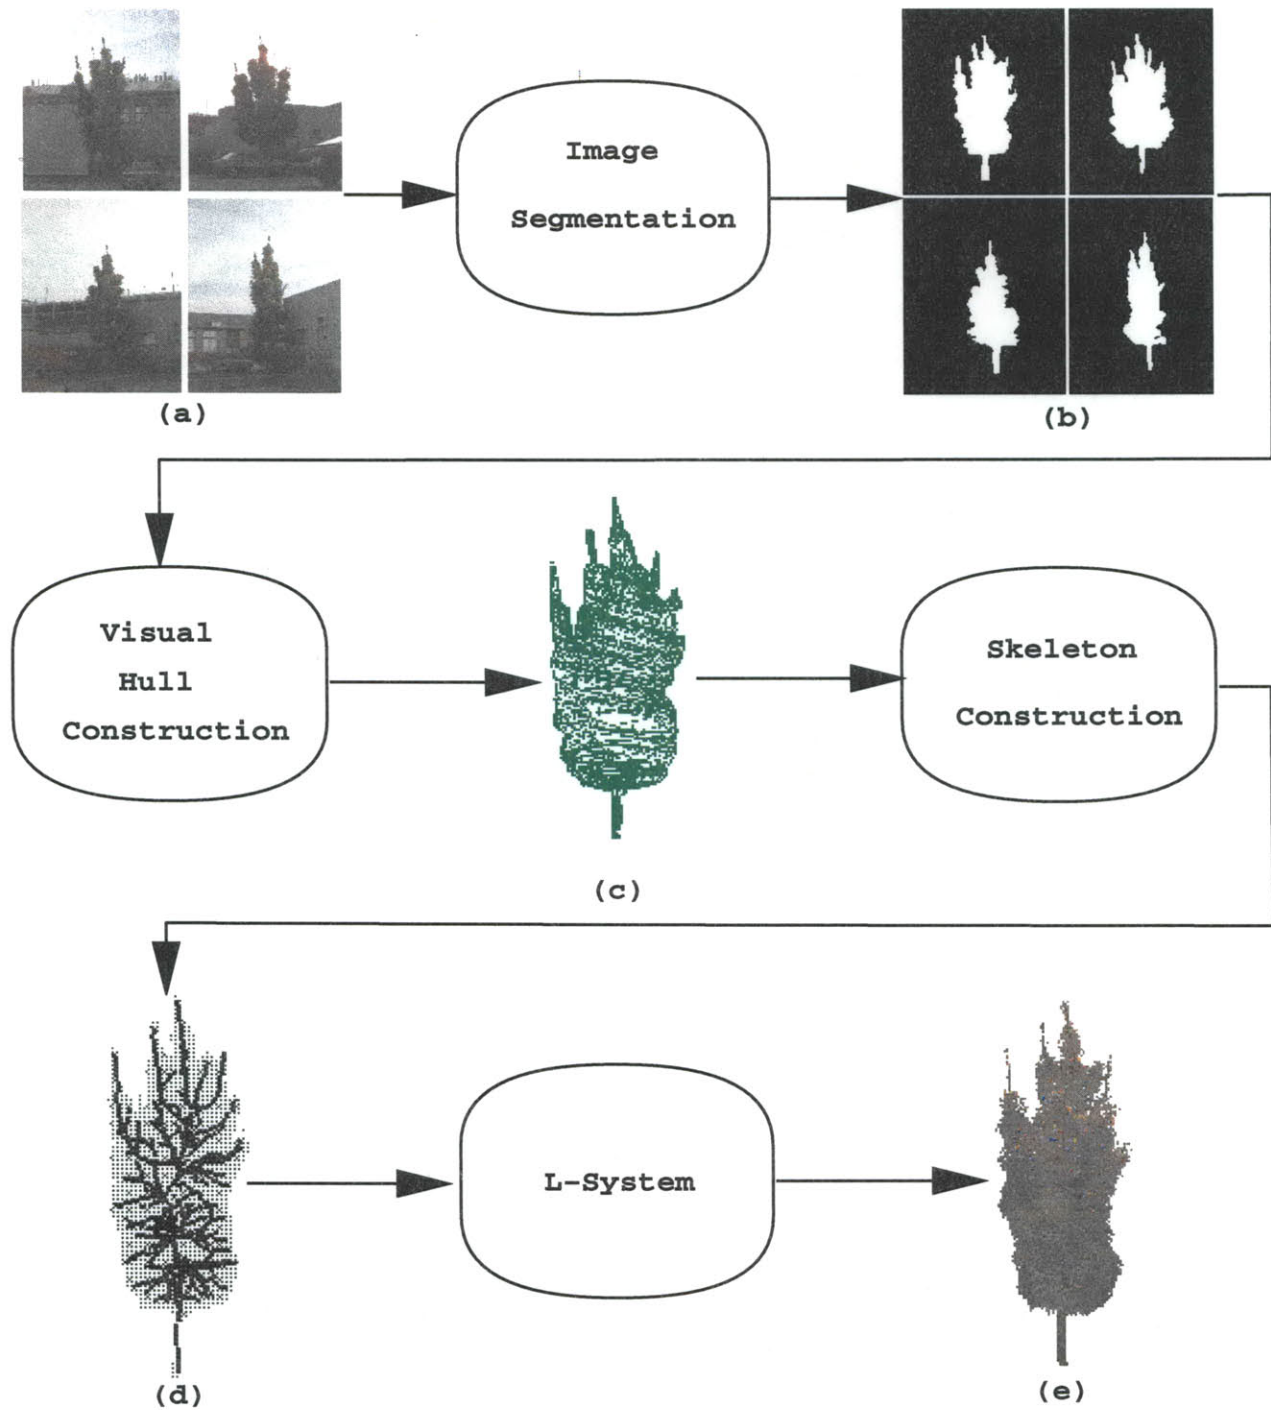 Image
Segmentation
(a)
(b)
Visual
Hull
Construction
Skeleton
Construction
(c)
L-System
(d)
(e)